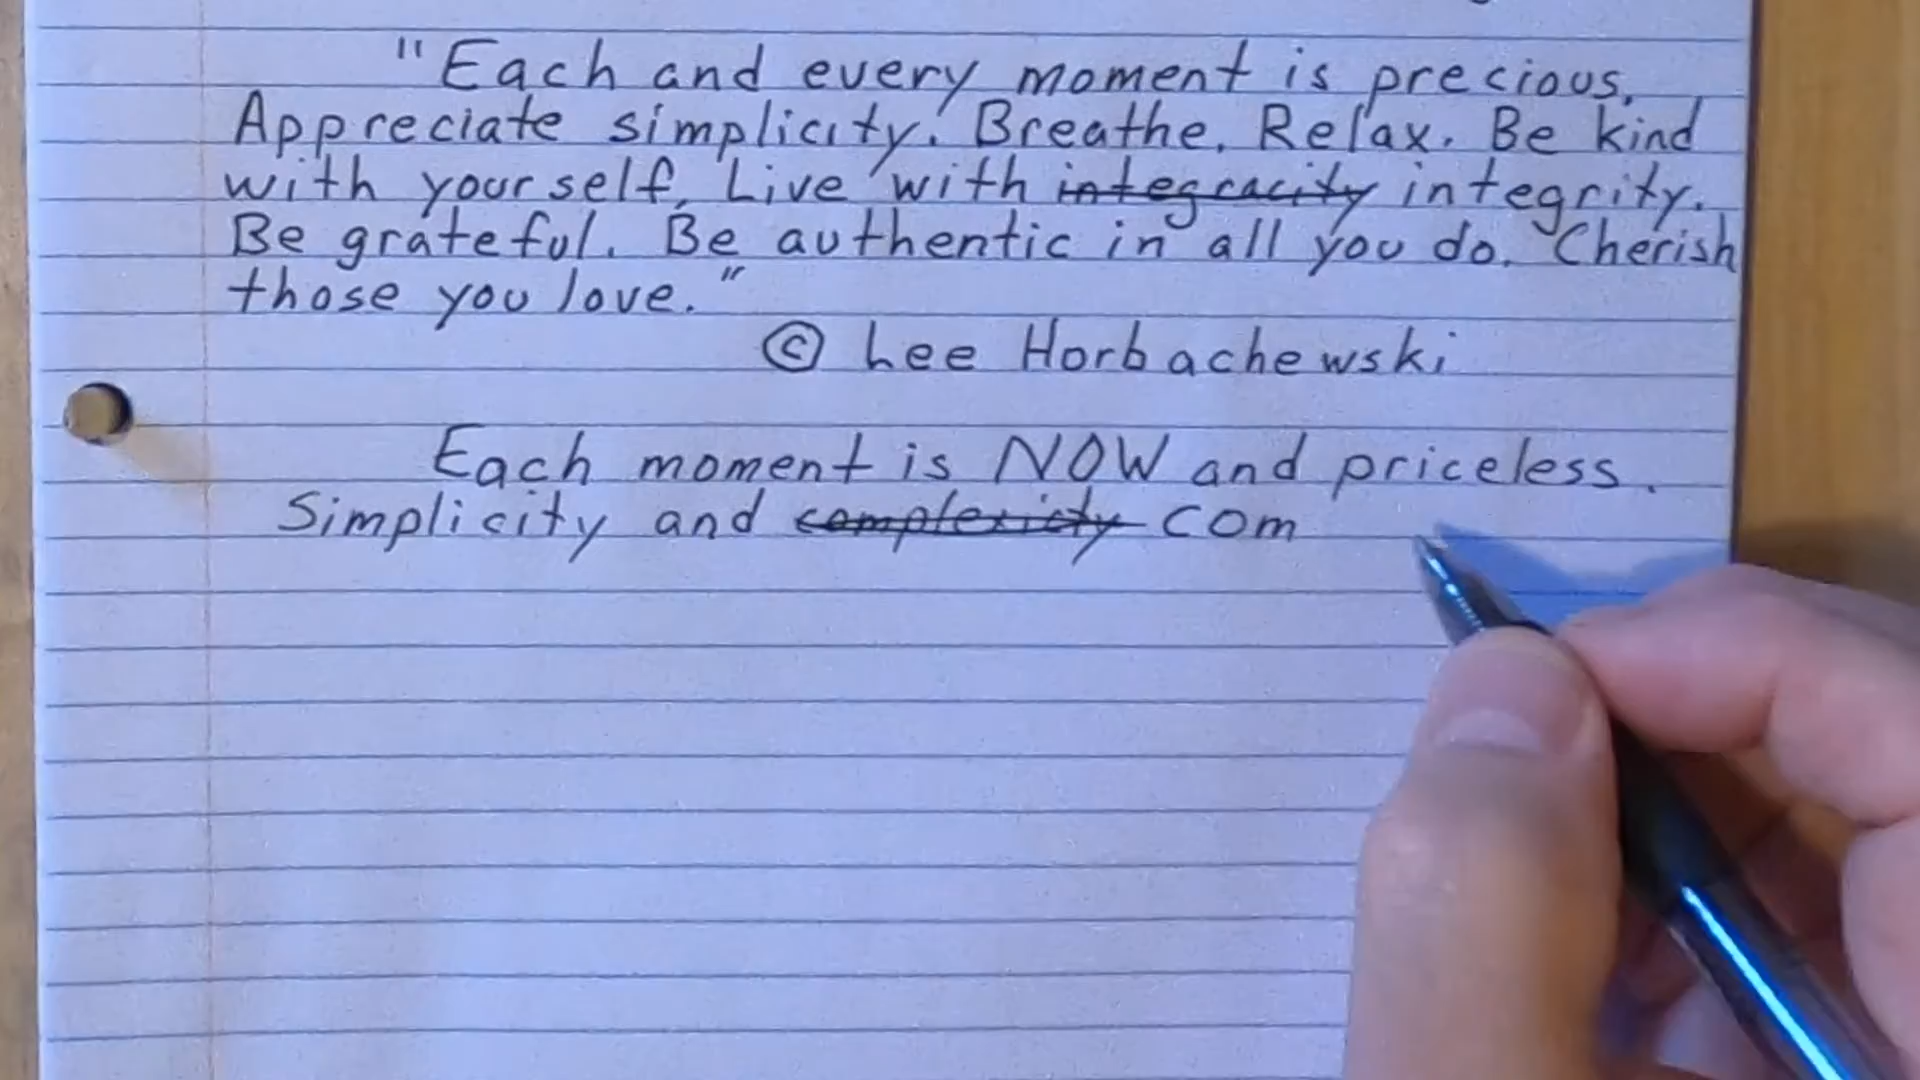 "Each and every moment is precious.
Appreciate simplicity. Breathe. Relax. Be kind
with yourself. Live with integracity integrity.
Be grateful. Be authentic in all you do. Cherish
those you love."
© Lee Horbachewski
Each moment is NOW and priceless.
Simplicity and complexicty com